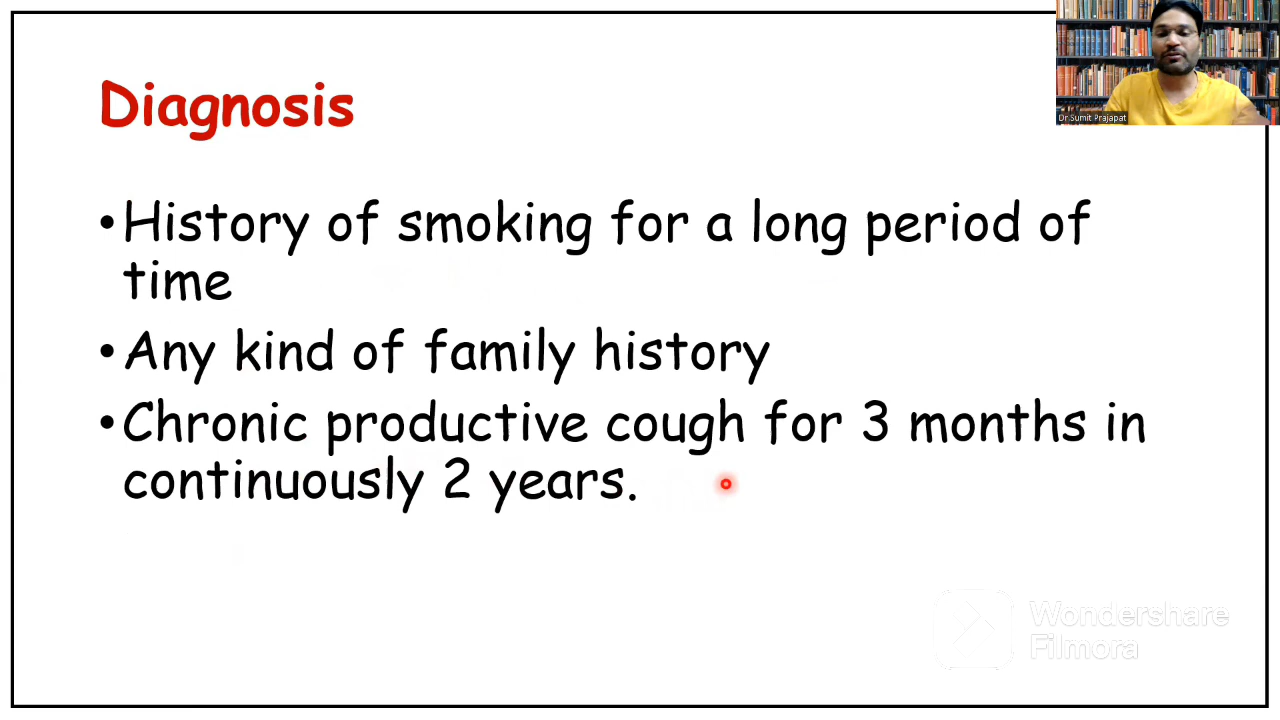 Diagnosis
•History of smoking for a long period of
time
•Any kind of family history
•Chronic productive cough for 3 months in
continuously 2 years.
Dr.Sumit Prajapat
Wondershare
Filmora